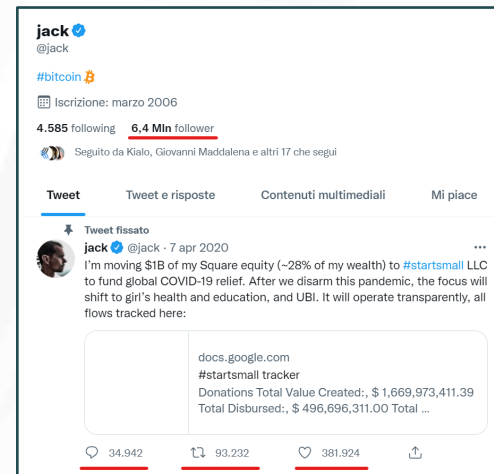 jack
@jack
#bitcoin
Iscrizione: marzo 2006
4.585 following 6,4 Mln follower
Seguito da Kialo, Giovanni Maddalena e altri 17 che segui
Tweet Tweet e risposte Contenuti multimediali Mi piace
Tweet fissato
jack @jack · 7 apr 2020
I'm moving $1B of my Square equity (~28% of my wealth) to #startsmall LLC
to fund global COVID-19 relief. After we disarm this pandemic, the focus will
shift to girl's health and education, and UBI. It will operate transparently, all
flows tracked here:
docs.google.com
#startsmall tracker
Donations Total Value Created:, $ 1,669,973,411.39
Total Disbursed:, $ 496,696,311.00 Total ...
34.942 93.232 381.924